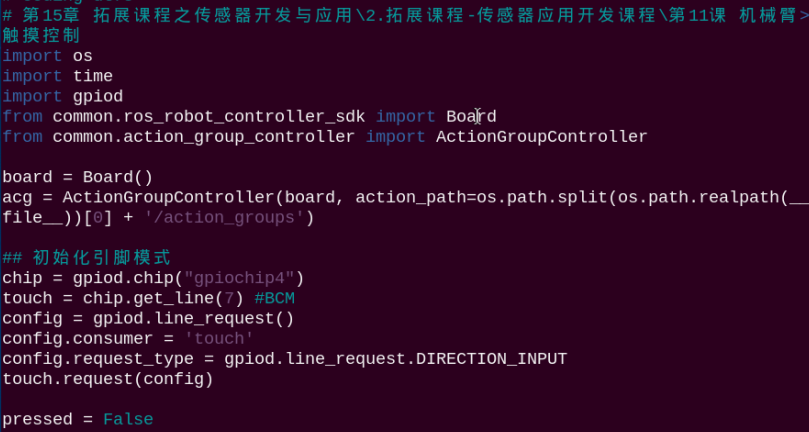 # 第15章 拓展课程之传感器开发与应用\2.拓展课程-传感器应用开发课程\第11课 机械臂>
触摸控制
import os
import time
import gpiod
from common.ros_robot_controller_sdk import Board
from common.action_group_controller import ActionGroupController
board = Board()
acg = ActionGroupController(board, action_path=os.path.split(os.path.realpath(__
file__))[0] + '/action_groups')
## 初始化引脚模式
chip = gpiod.chip("gpiochip4")
touch = chip.get_line(7) #BCM
config = gpiod.line_request()
config.consumer = 'touch'
config.request_type = gpiod.line_request.DIRECTION_INPUT
touch.request(config)
pressed = False